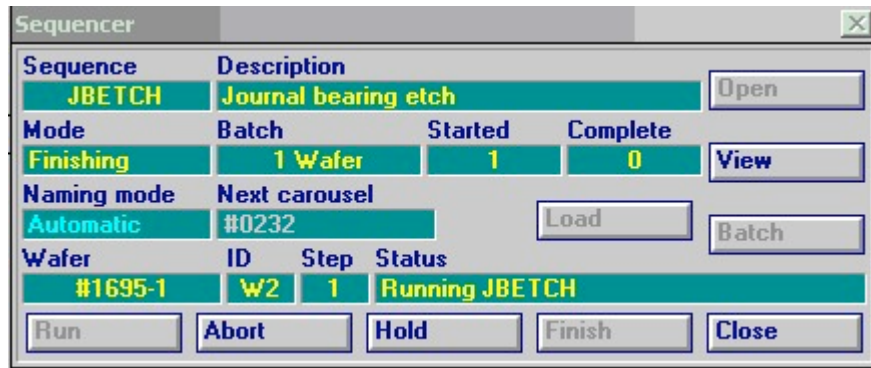 Sequencer
Sequence Description
JBETCH Journal bearing etch Open
Mode Batch Started Complete
Finishing 1 Wafer 1 0 View
Naming mode Next carousel
Automatic #0232 Load Batch
Wafer ID Step Status
#1695-1 W2 1 Running JBETCH
Run Abort Hold Finish Close